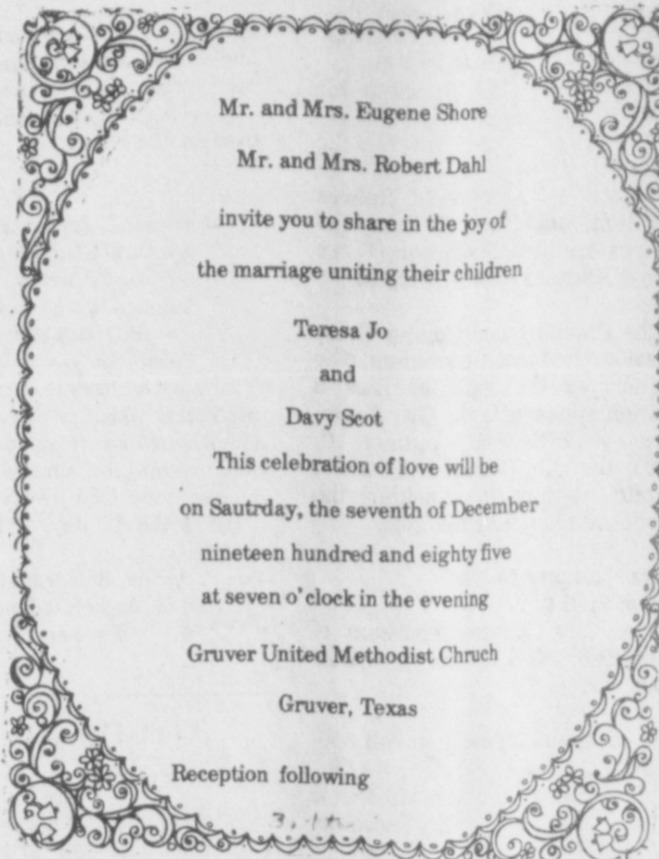 Mr. and Mrs. Eugene Shore
Mr. and Mrs. Robert Dahl
invite you to share in the joy of
the marriage uniting their children
Teresa Jo
and
Davy Scot
This celebration of love will be
on Sautrday, the seventh of December
nineteen hundred and eighty five
at seven o'clock in the evening
Gruver United Methodist Chruch
Gruver, Texas
Reception following